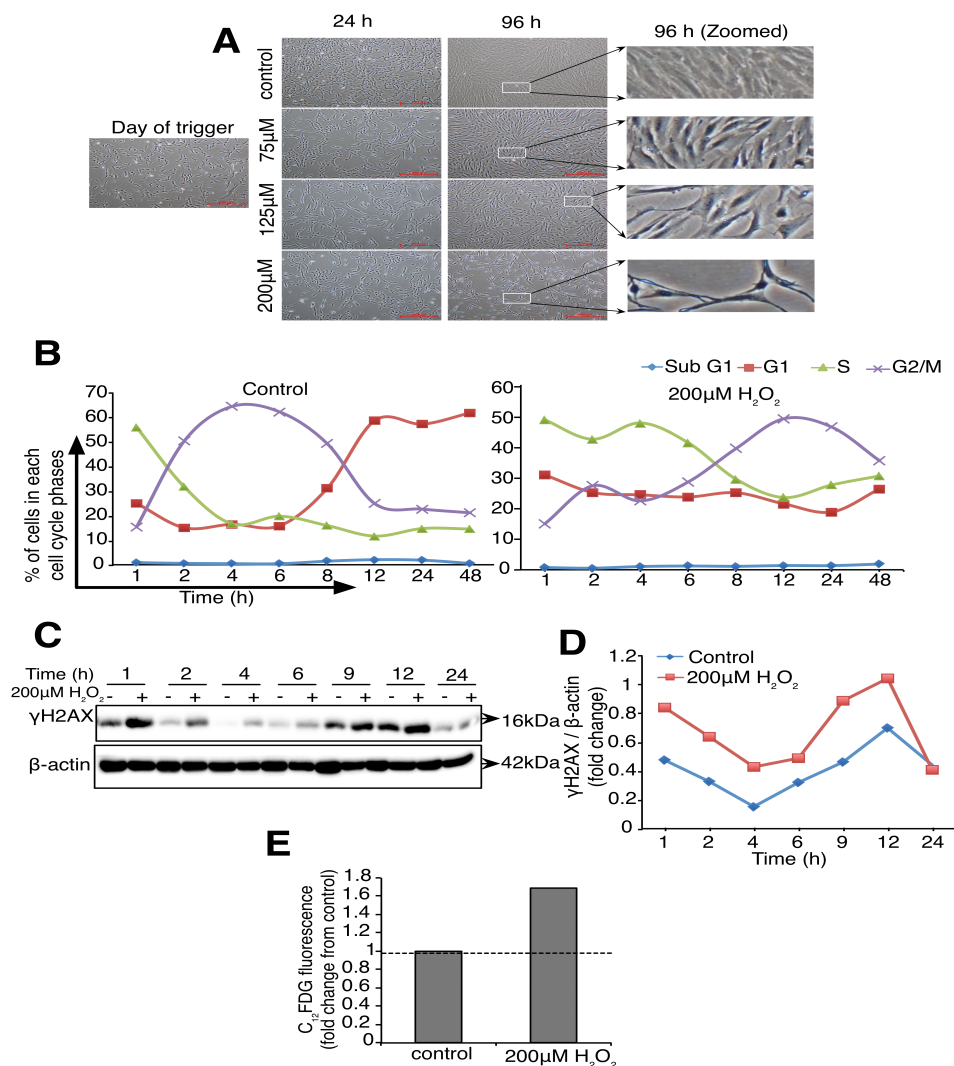 A
24 h
96 h
96 h (Zoomed)
control
Day of trigger
75µM
125µM
200µM
B
Sub G1
G1
S
G2/M
Control
200µM H2O2
% of cells in each
cell cycle phases
70
60
50
40
30
20
10
0
1 2 4 6 8 12 24 48
Time (h)
60
50
40
30
20
10
0
1 2 4 6 8 12 24 48
C
Time (h) 1 2 4 6 9 12 24
200µM H2O2 - + - + - + - + - + - + - +
γH2AX
16kDa
β-actin
42kDa
D
Control
200µM H2O2
γH2AX / β-actin
(fold change)
1.2
1
0.8
0.6
0.4
0.2
0
1 2 4 6 9 12 24
Time (h)
E
C12FDG fluorescence
(fold change from control)
1.8
1.6
1.4
1.2
1
0.8
0.6
0.4
0.2
0
control
200µM H2O2